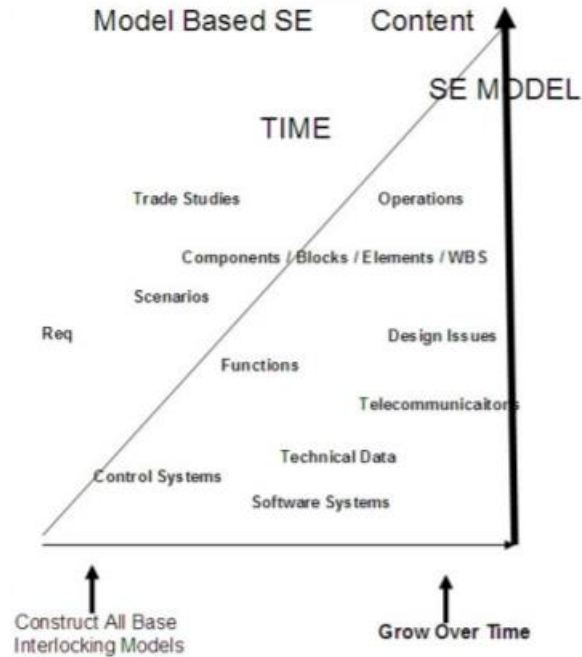 Model Based SE Content
SE MODEL
TIME
Trade Studies
Operations
Components / Blocks / Elements / WBS
Scenarios
Req
Design Issues
Functions
Telecommunicaitons
Technical Data
Control Systems
Software Systems
Construct All Base
Interlocking Models
Grow Over Time